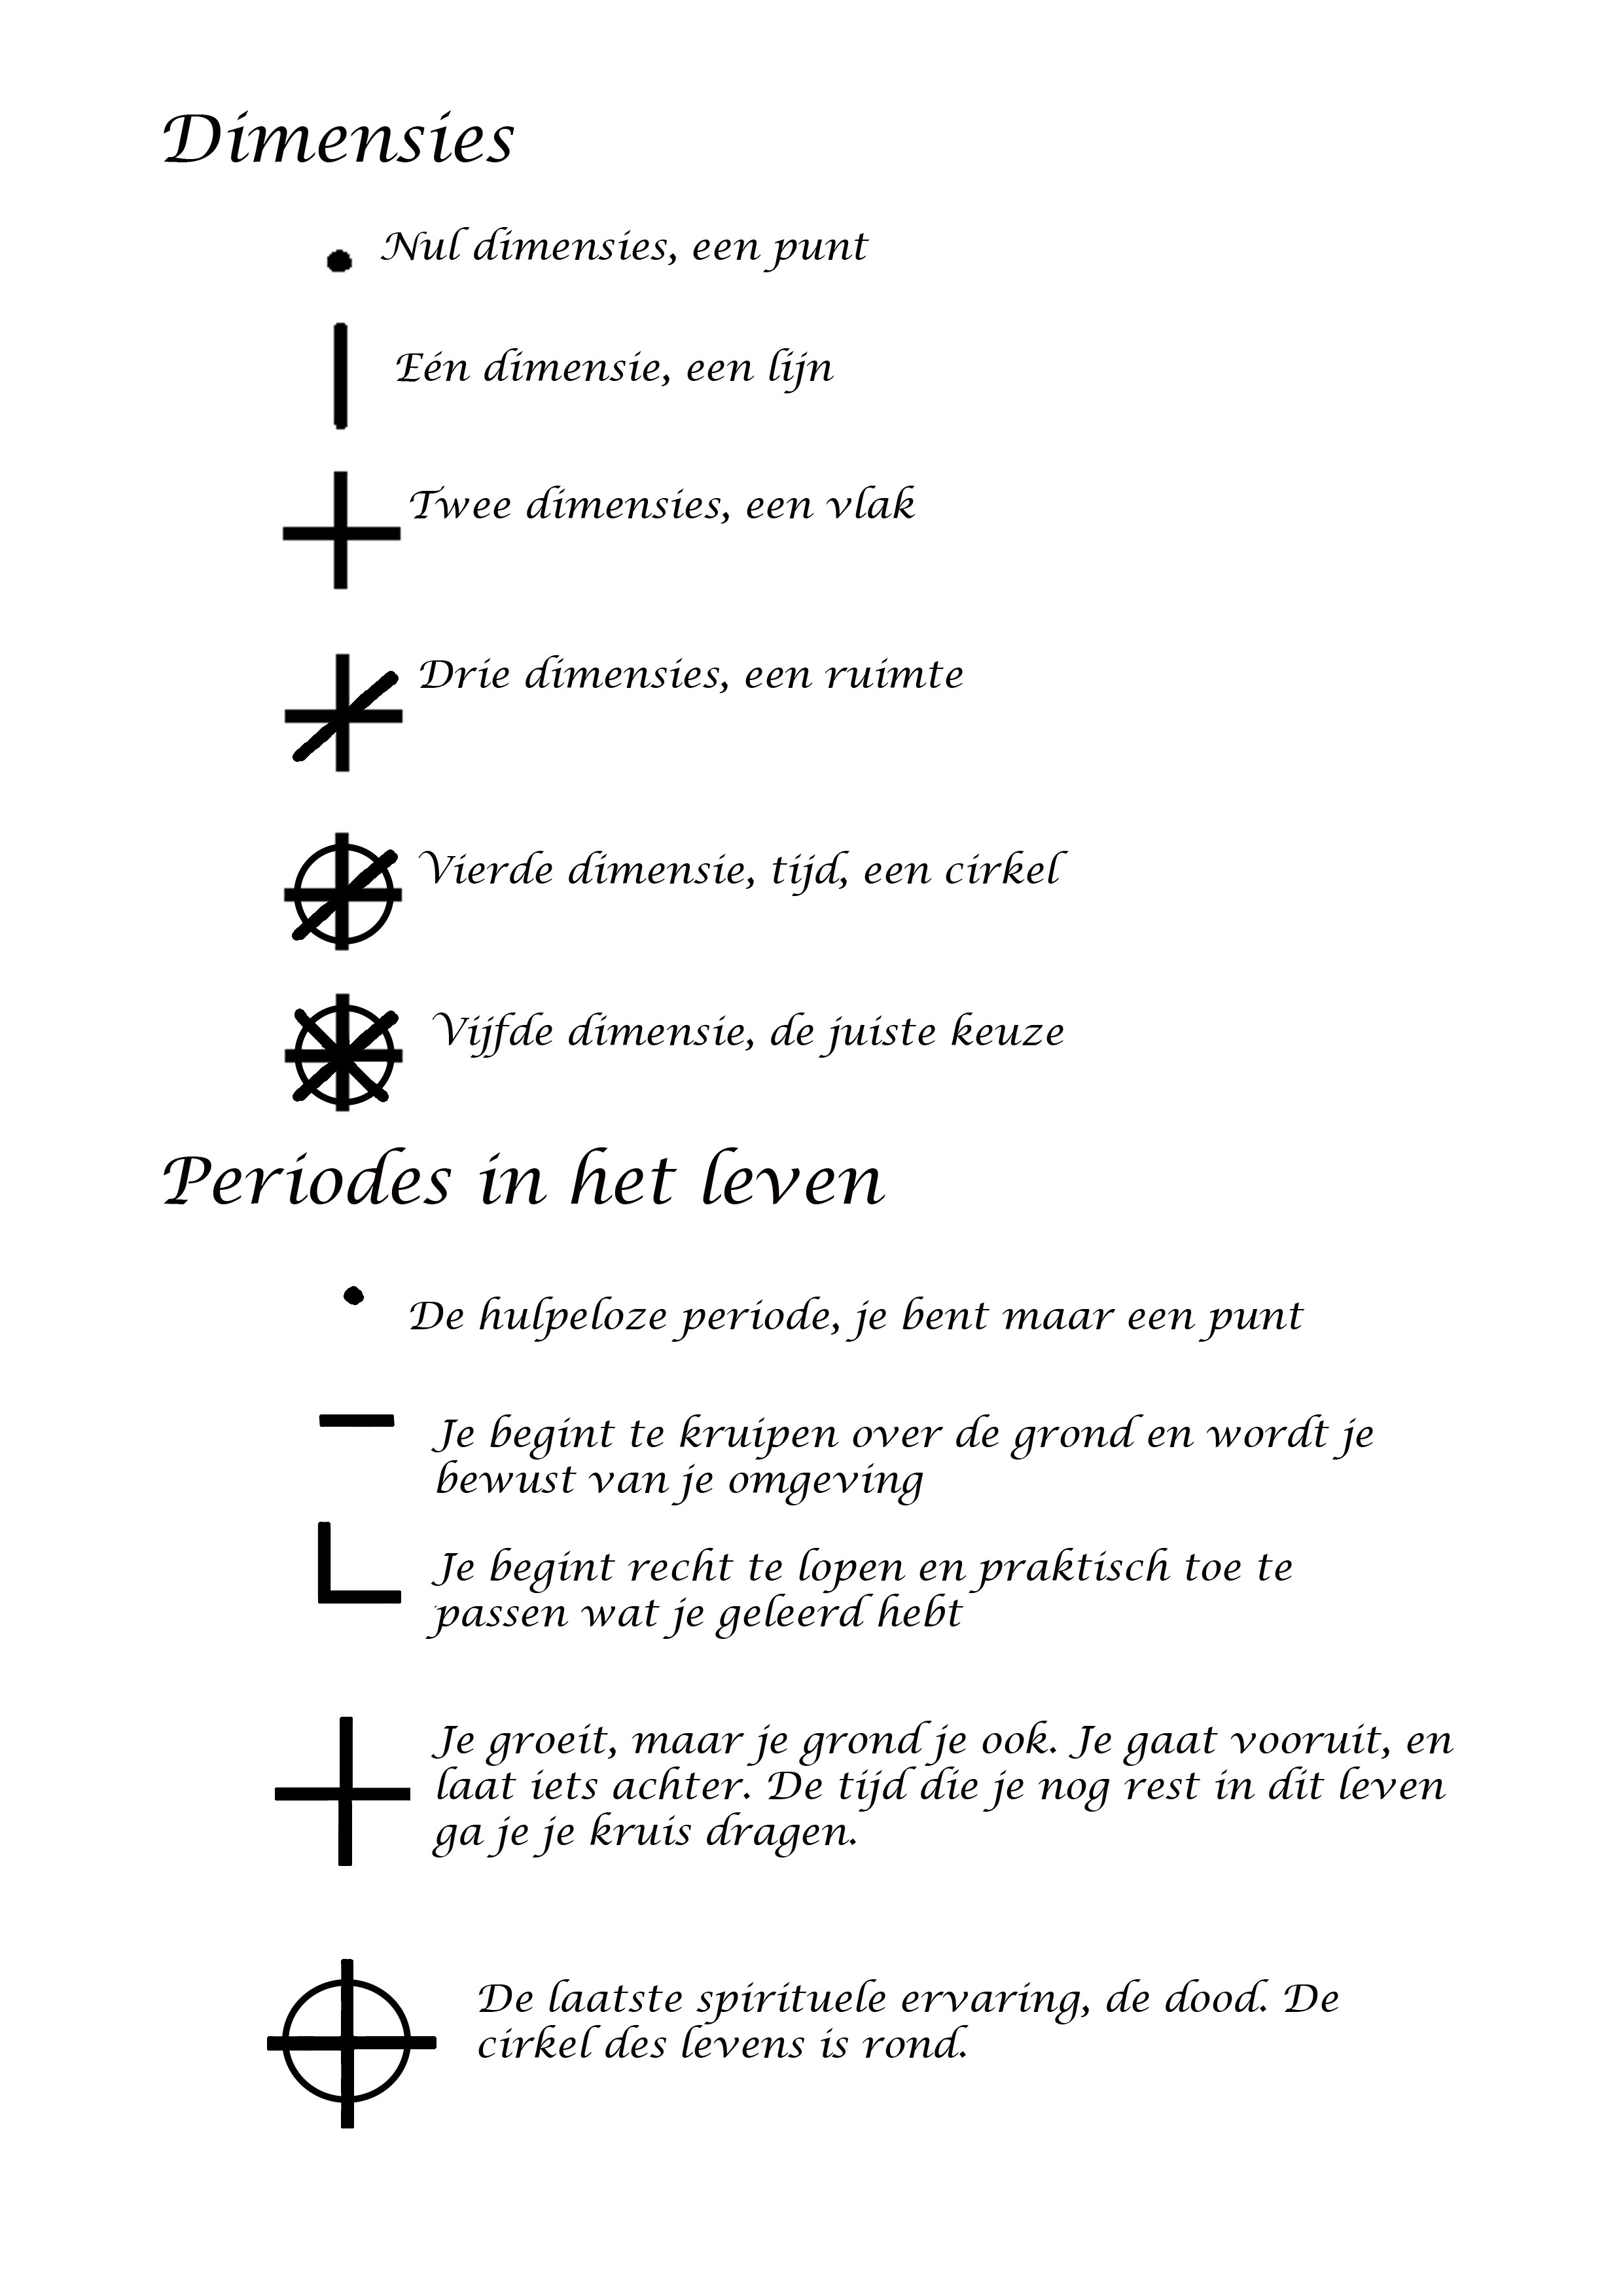 Dimensies
Nul dimensies, een punt
Eén dimensie, een lijn
Twee dimensies, een vlak
Drie dimensies, een ruimte
Vierde dimensie, tijd, een cirkel
Vijfde dimensie, de juiste keuze
Periodes in het leven
De hulpeloze periode, je bent maar een punt
Je begint te kruipen over de grond en wordt je
bewust van je omgeving
Je begint recht te lopen en praktisch toe te
passen wat je geleerd hebt
Je groeit, maar je grond je ook. Je gaat vooruit, en
laat iets achter. De tijd die je nog rest in dit leven
ga je je kruis dragen.
De laatste spirituele ervaring, de dood. De
cirkel des levens is rond.